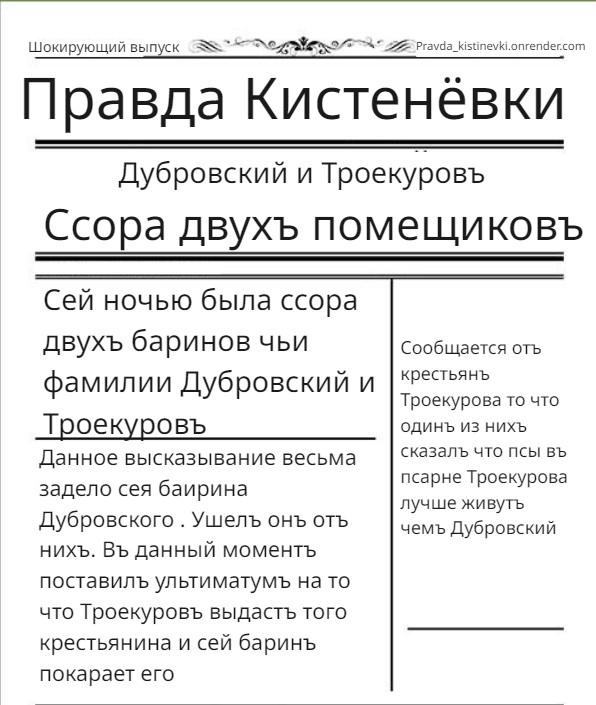 Шокирующий выпуск
Pravda_kistinevki.onrender.com
Правда Кистенёвки
Дубровский и Троекуровъ
Ссора двухъ помещиковъ
Сей ночью была ссора
двухъ баринов чьи
фамилии Дубровский и
Троекуровъ
Данное высказывание весьма
задело сея баирина
Дубровского . Ушелъ онъ отъ
нихъ. Въ данный моментъ
поставилъ ультиматумъ на то
что Троекуровъ выдастъ того
крестьянина и сей баринъ
покарает его
Сообщается отъ
крестьянъ
Троекурова то что
одинъ из нихъ
сказалъ что псы въ
псарне Троекурова
лучше живутъ
чемъ Дубровский